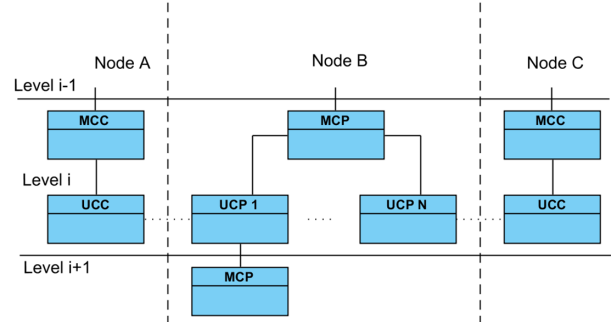 Node A
Node B
Node C
Level i-1
MCC
MCP
MCC
Level i
UCC
UCP 1
UCP N
UCC
Level i+1
MCP